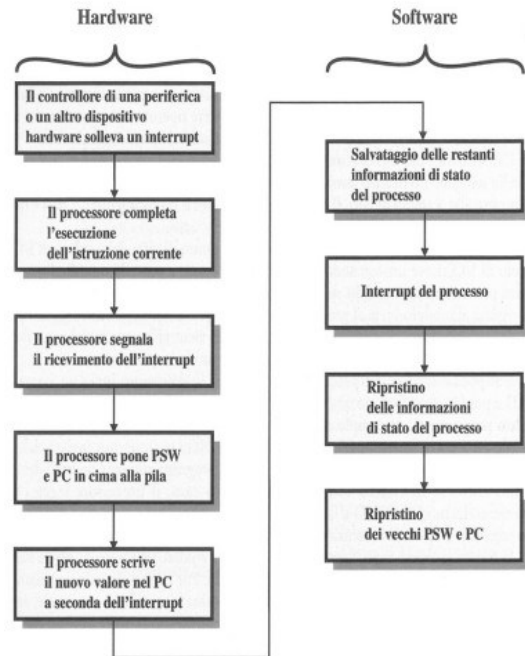 Hardware
Il controllore di una periferica
o un altro dispositivo
hardware solleva un interrupt
Il processore completa
l'esecuzione
dell'istruzione corrente
Il processore segnala
il ricevimento dell'interrupt
Il processore pone PSW
e PC in cima alla pila
Il processore scrive
il nuovo valore nel PC
a seconda dell'interrupt
Software
Salvataggio delle restanti
informazioni di stato
del processo
Interrupt del processo
Ripristino
delle informazioni
di stato del processo
Ripristino
dei vecchi PSW e PC